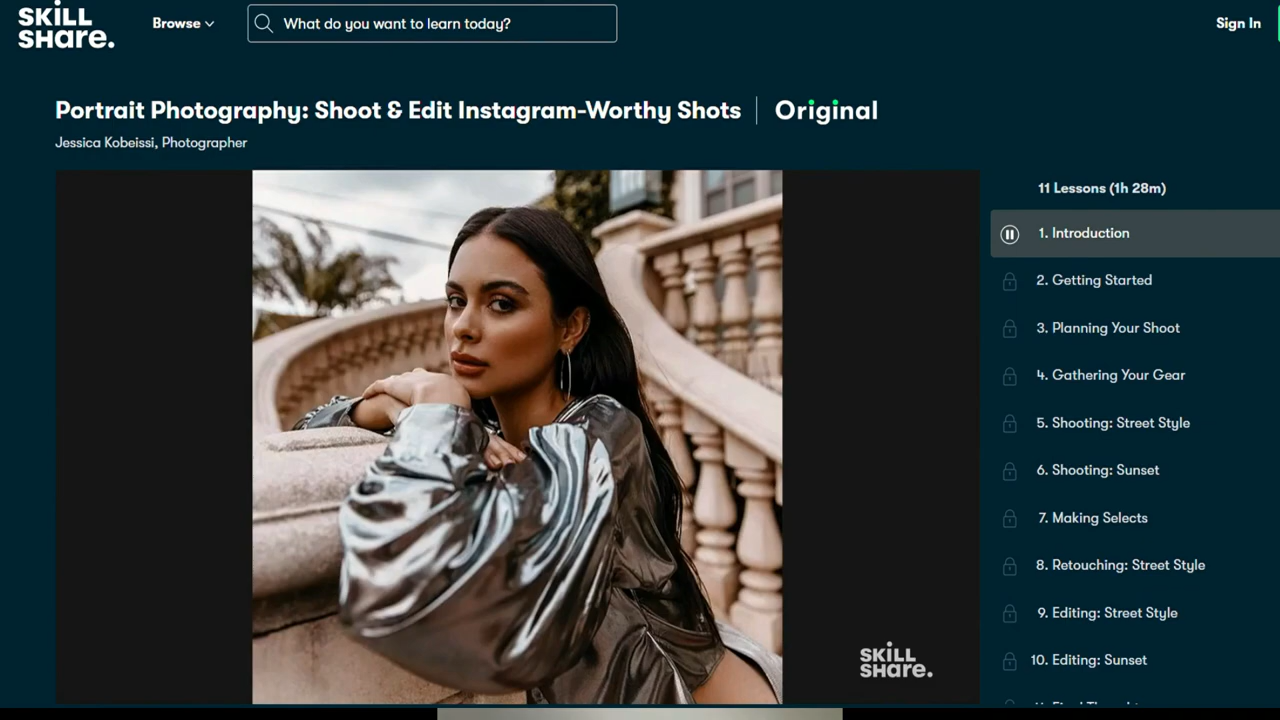 SKILL
SHARE.
Browse
What do you want to learn today?
Sign In
Portrait Photography: Shoot & Edit Instagram-Worthy Shots
Original
Jessica Kobeissi, Photographer
11 Lessons (1h 28m)
1. Introduction
2. Getting Started
3. Planning Your Shoot
4. Gathering Your Gear
5. Shooting: Street Style
6. Shooting: Sunset
7. Making Selects
8. Retouching: Street Style
9. Editing: Street Style
10. Editing: Sunset
SKILL
SHARE.